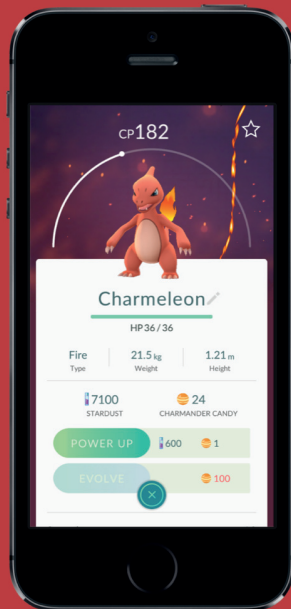 CP182
Charmeleon
HP 36 / 36
Fire 21.5 kg 1.21 m
Type Weight Height
7100 24
STARDUST CHARMANDER CANDY
POWER UP 600 1
EVOLVE 100